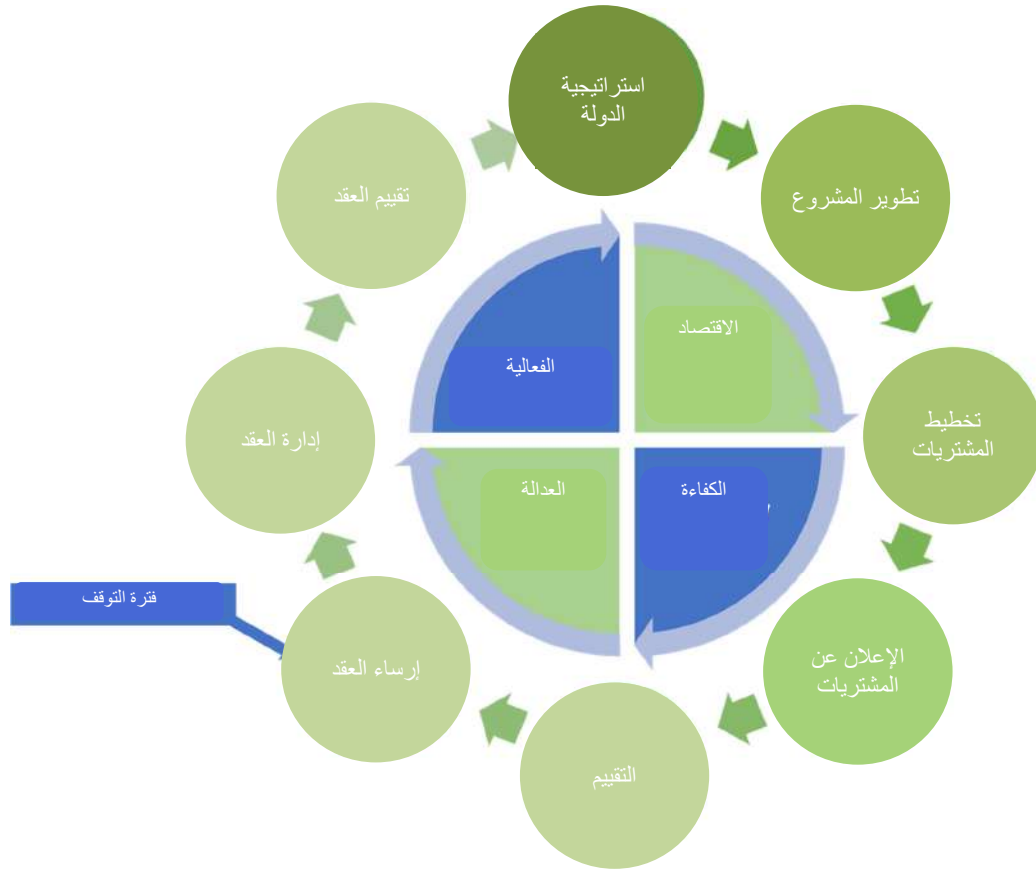 استراتيجية
الدولة
تطوير المشروع
تخطيط
المشتريات
الإعلان عن
المشتريات
التقييم
إرساء العقد
فترة التوقف
إدارة العقد
تقييم العقد
الاقتصاد
الكفاءة
العدالة
الفعالية